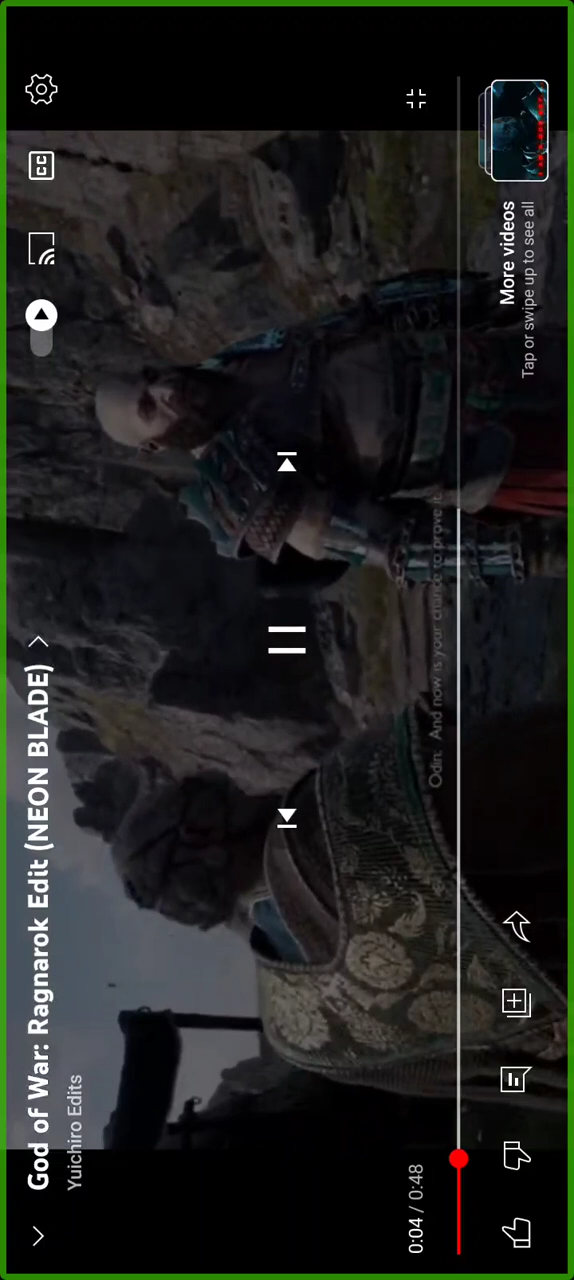 God of War: Ragnarok Edit (NEON BLADE)
Yuichiro Edits
CC
Odin: And now is your chance to prove it.
0:04 / 0:48
More videos
Tap or swipe up to see all